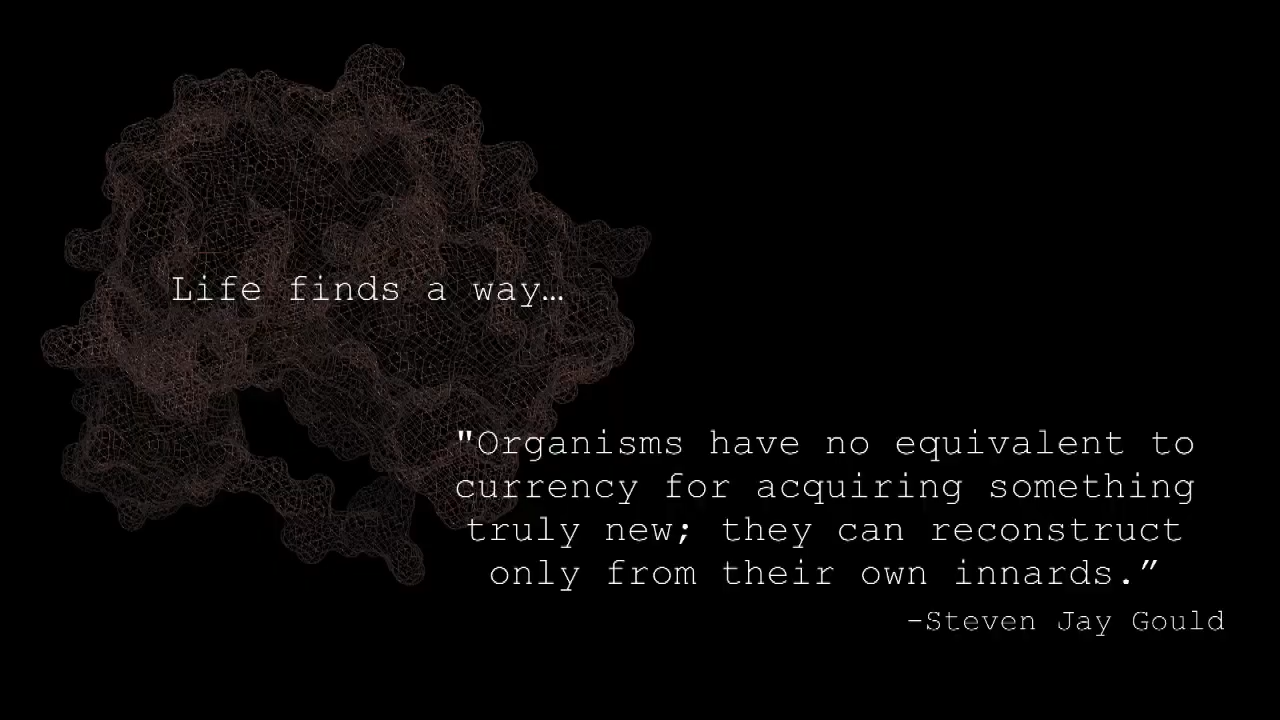 Life finds a way…
"Organisms have no equivalent to
currency for acquiring something
truly new; they can reconstruct
only from their own innards.”
-Steven Jay Gould